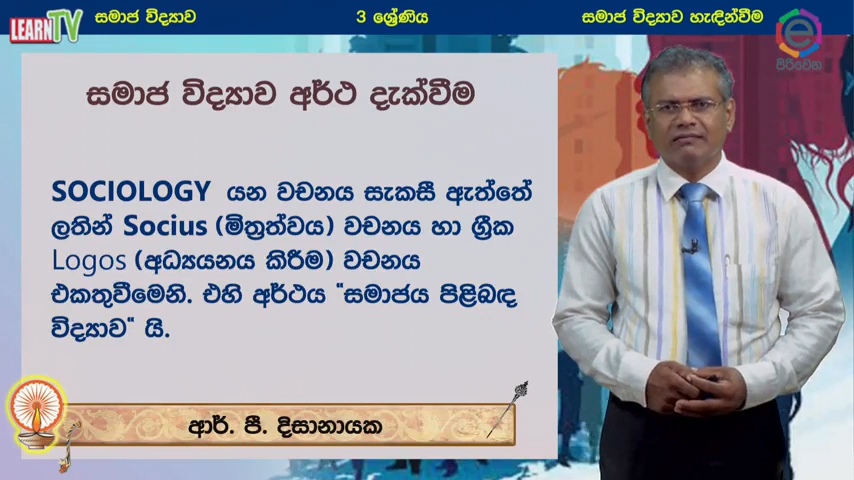 LEARN TV
සමාජ විද්‍යාව
3 ශ්‍රේණිය
සමාජ විද්‍යාව හැඳින්වීම
පිරිවෙන
සමාජ විද්‍යාව අර්ථ දැක්වීම
SOCIOLOGY යන වචනය සැකසී ඇත්තේ
ලතින් Socius (මිත්‍රත්වය) වචනය හා ග්‍රීක
Logos (අධ්‍යයනය කිරීම) වචනය
එකතුවීමෙනි. එහි අර්ථය "සමාජය පිළිබඳ
විද්‍යාව" යි.
ආර්. පී. දිසානායක